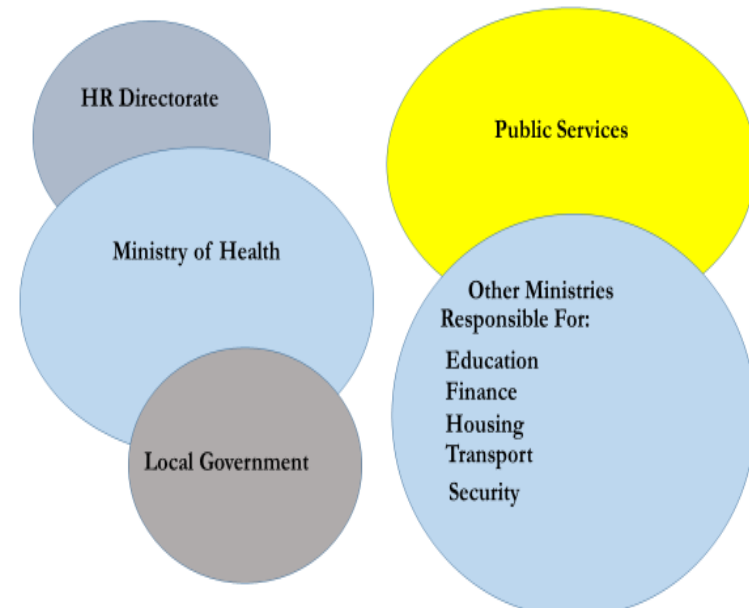 HR Directorate
Ministry of Health
Local Government
Public Services
Other Ministries
Responsible For:
Education
Finance
Housing
Transport
Security